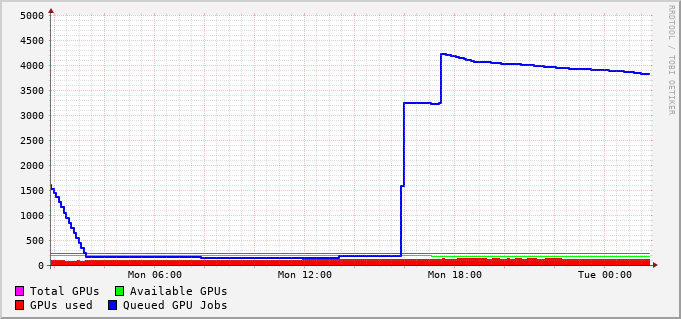 RRDTOOL / TOBI OETIKER
5000
4500
4000
3500
3000
2500
2000
1500
1000
500
0
Mon 06:00 Mon 12:00 Mon 18:00 Tue 00:00
Total GPUs Available GPUs
GPUs used Queued GPU Jobs